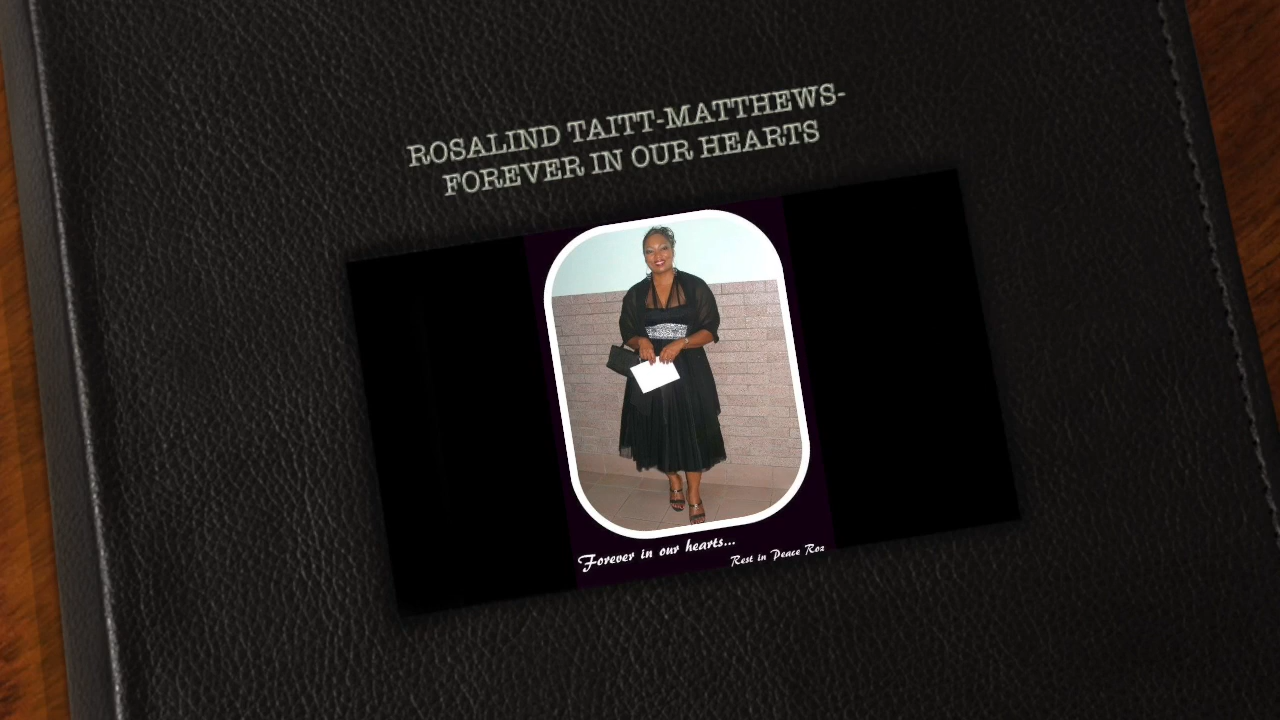 ROSALIND TAITT-MATTHEWS-
FOREVER IN OUR HEARTS
Forever in our hearts...
Rest in Peace Roz